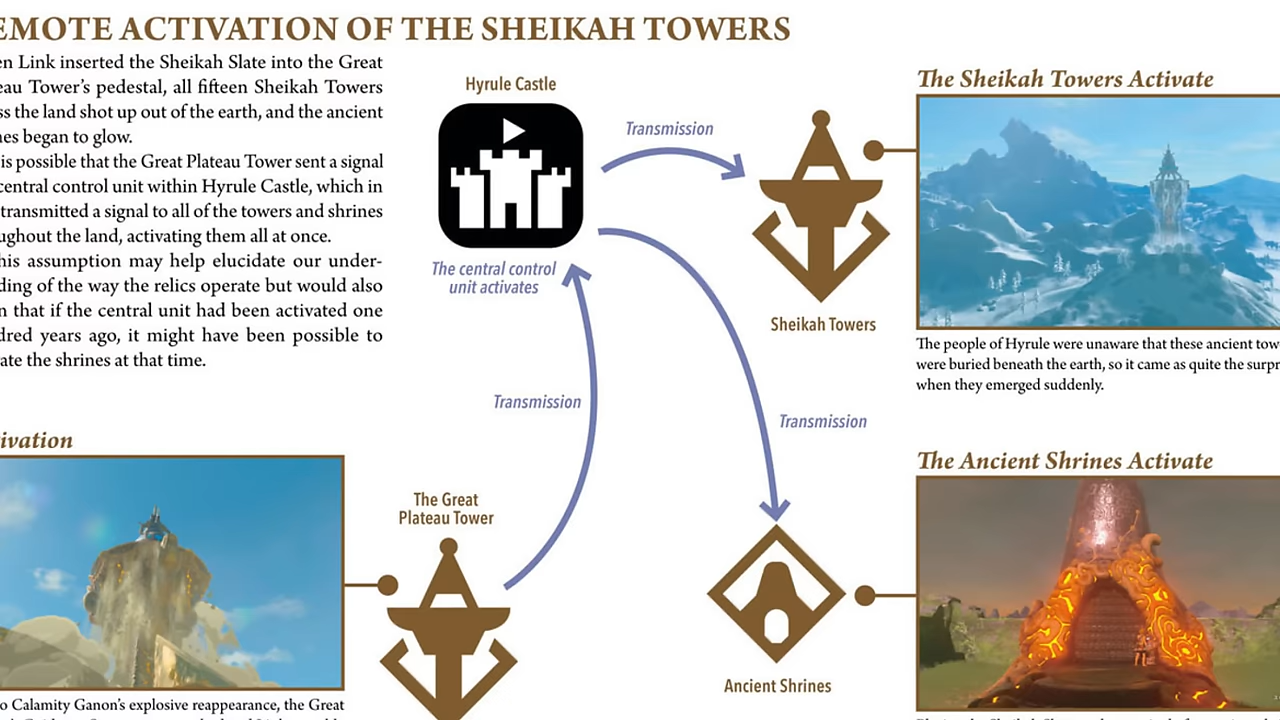 EMOTE ACTIVATION OF THE SHEIKAH TOWERS
en Link inserted the Sheikah Slate into the Great
eau Tower's pedestal, all fifteen Sheikah Towers
ss the land shot up out of the earth, and the ancient
nes began to glow.
is possible that the Great Plateau Tower sent a signal
central control unit within Hyrule Castle, which in
transmitted a signal to all of the towers and shrines
ughout the land, activating them all at once.
his assumption may help elucidate our under-
ding of the way the relics operate but would also
n that if the central unit had been activated one
dred years ago, it might have been possible to
ate the shrines at that time.
ivation
o Calamity Ganon's explosive reappearance, the Great
Hyrule Castle
The central control
unit activates
Transmission
Sheikah Towers
Transmission
The Great
Plateau Tower
Transmission
Ancient Shrines
The Sheikah Towers Activate
The people of Hyrule were unaware that these ancient tow
were buried beneath the earth, so it came as quite the surpr
when they emerged suddenly.
The Ancient Shrines Activate